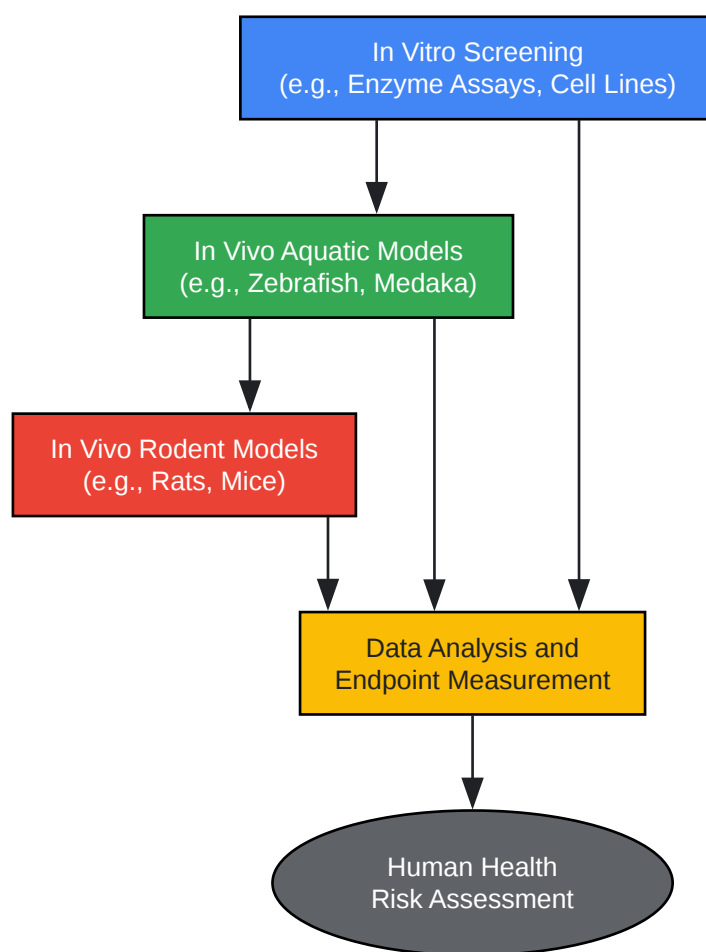 In Vitro Screening
(e.g., Enzyme Assays, Cell Lines)
In Vivo Aquatic Models
(e.g., Zebrafish, Medaka)
In Vivo Rodent Models
(e.g., Rats, Mice)
Data Analysis and
Endpoint Measurement
Human Health
Risk Assessment